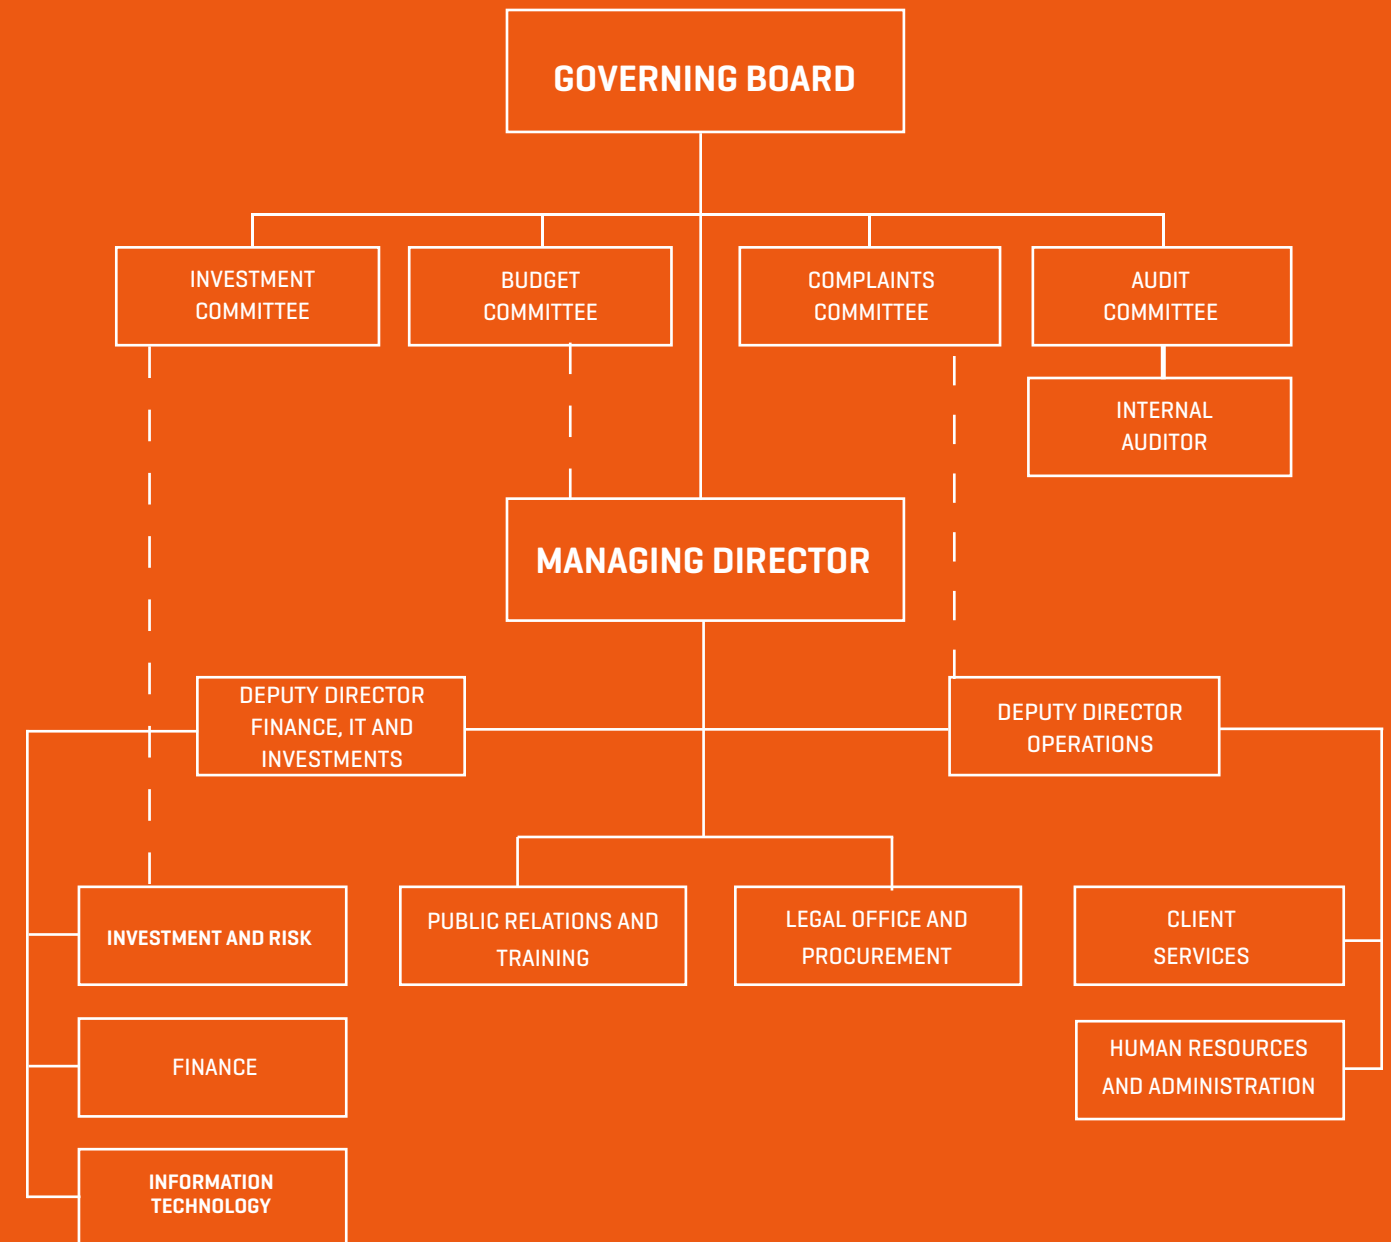 GOVERNING BOARD
INVESTMENT
COMMITTEE
BUDGET
COMMITTEE
COMPLAINTS
COMMITTEE
AUDIT
COMMITTEE
INTERNAL
AUDITOR
MANAGING DIRECTOR
DEPUTY DIRECTOR
FINANCE, IT AND
INVESTMENTS
DEPUTY DIRECTOR
OPERATIONS
INVESTMENT AND RISK
PUBLIC RELATIONS AND
TRAINING
LEGAL OFFICE AND
PROCUREMENT
CLIENT
SERVICES
FINANCE
HUMAN RESOURCES
AND ADMINISTRATION
INFORMATION
TECHNOLOGY